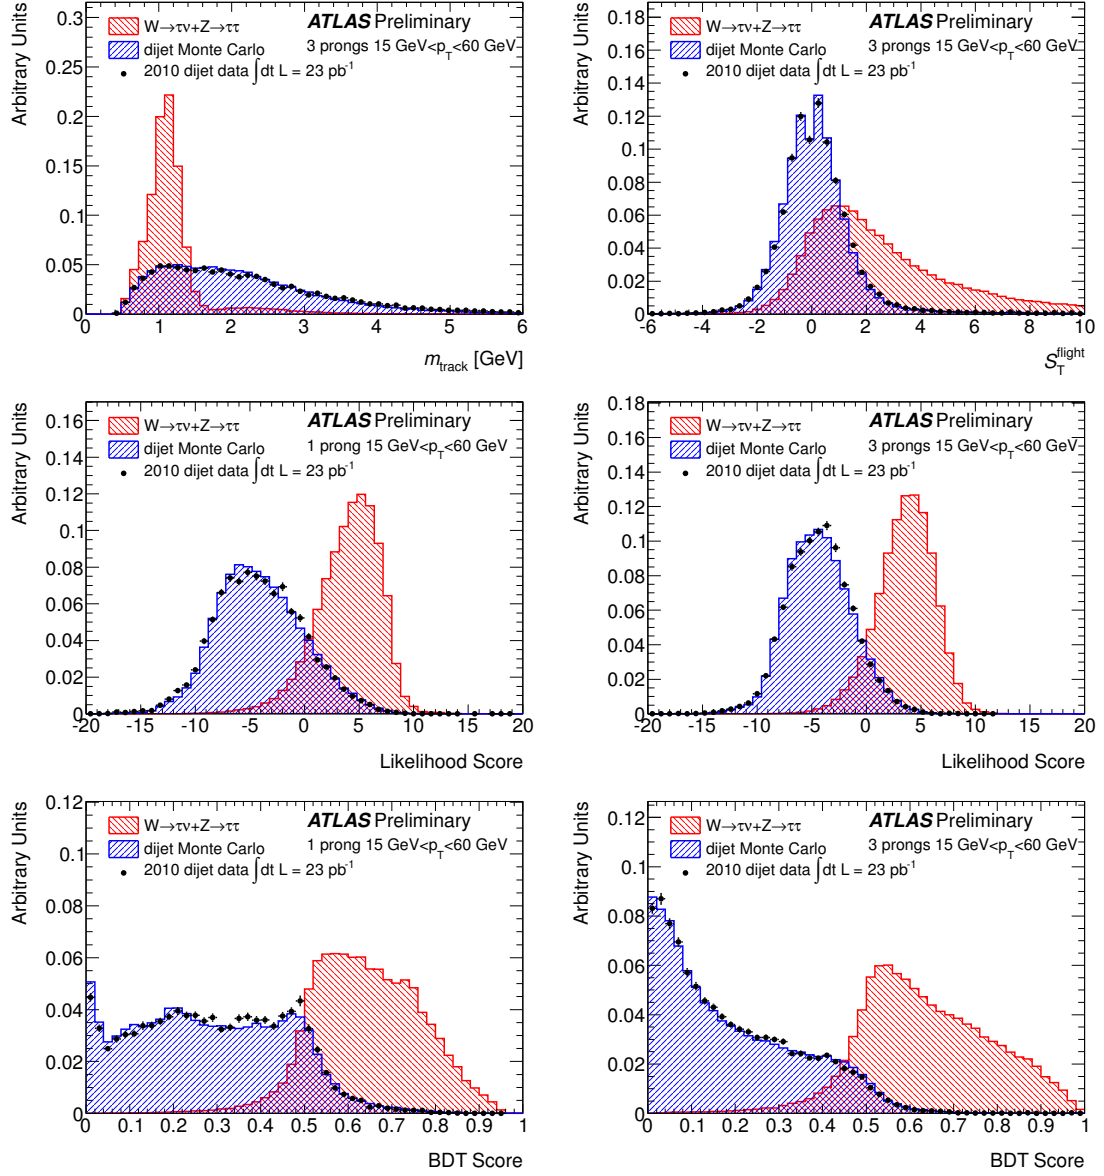 ATLAS Preliminary
3 prongs 15 GeV<pT<60 GeV
W→τν+Z→ττ
dijet Monte Carlo
2010 dijet data ∫dt L = 23 pb⁻¹
Arbitrary Units
0.3
0.25
0.2
0.15
0.1
0.05
0
0 1 2 3 4 5 6
m_track [GeV]
ATLAS Preliminary
3 prongs 15 GeV<pT<60 GeV
W→τν+Z→ττ
dijet Monte Carlo
2010 dijet data ∫dt L = 23 pb⁻¹
Arbitrary Units
0.18
0.16
0.14
0.12
0.1
0.08
0.06
0.04
0.02
0
-6 -4 -2 0 2 4 6 8 10
S_T^flight
ATLAS Preliminary
1 prong 15 GeV<pT<60 GeV
W→τν+Z→ττ
dijet Monte Carlo
2010 dijet data ∫dt L = 23 pb⁻¹
Arbitrary Units
0.16
0.14
0.12
0.1
0.08
0.06
0.04
0.02
0
-20 -15 -10 -5 0 5 10 15 20
Likelihood Score
ATLAS Preliminary
3 prongs 15 GeV<pT<60 GeV
W→τν+Z→ττ
dijet Monte Carlo
2010 dijet data ∫dt L = 23 pb⁻¹
Arbitrary Units
0.18
0.16
0.14
0.12
0.1
0.08
0.06
0.04
0.02
0
-20 -15 -10 -5 0 5 10 15 20
Likelihood Score
ATLAS Preliminary
1 prong 15 GeV<pT<60 GeV
W→τν+Z→ττ
dijet Monte Carlo
2010 dijet data ∫dt L = 23 pb⁻¹
Arbitrary Units
0.12
0.1
0.08
0.06
0.04
0.02
0
0 0.1 0.2 0.3 0.4 0.5 0.6 0.7 0.8 0.9 1
BDT Score
ATLAS Preliminary
3 prongs 15 GeV<pT<60 GeV
W→τν+Z→ττ
dijet Monte Carlo
2010 dijet data ∫dt L = 23 pb⁻¹
Arbitrary Units
0.12
0.1
0.08
0.06
0.04
0.02
0
0 0.1 0.2 0.3 0.4 0.5 0.6 0.7 0.8 0.9 1
BDT Score